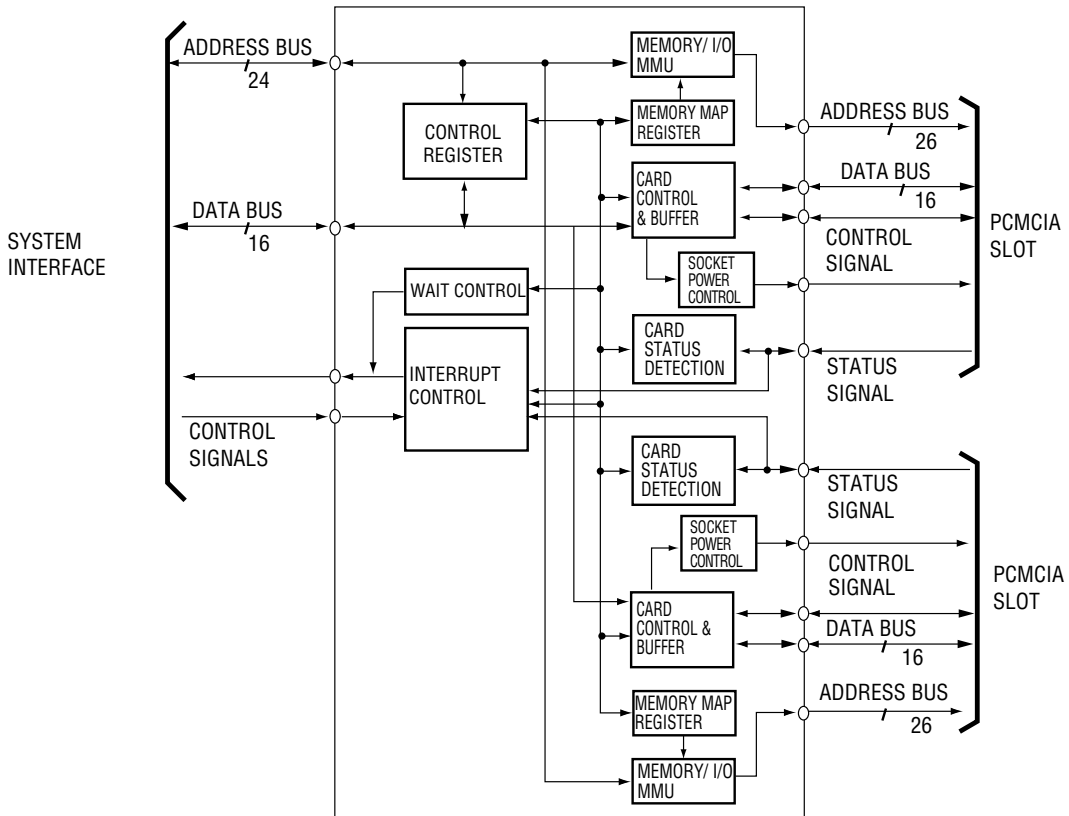 ADDRESS BUS
24
DATA BUS
16
SYSTEM
INTERFACE
CONTROL
SIGNALS
CONTROL
REGISTER
WAIT CONTROL
INTERRUPT
CONTROL
MEMORY/ I/O
MMU
MEMORY MAP
REGISTER
CARD
CONTROL
& BUFFER
SOCKET
POWER
CONTROL
CARD
STATUS
DETECTION
CARD
STATUS
DETECTION
SOCKET
POWER
CONTROL
CARD
CONTROL &
BUFFER
MEMORY MAP
REGISTER
MEMORY/ I/O
MMU
ADDRESS BUS
26
DATA BUS
16
CONTROL
SIGNAL
STATUS
SIGNAL
PCMCIA
SLOT
STATUS
SIGNAL
CONTROL
SIGNAL
DATA BUS
16
ADDRESS BUS
26
PCMCIA
SLOT